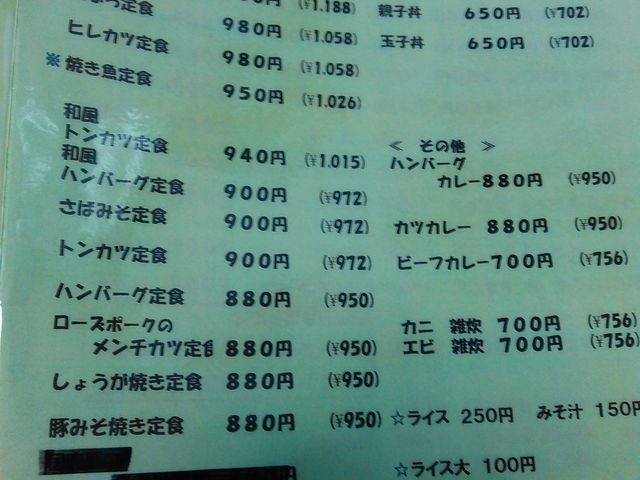 定食 980円 (¥1.058)
ヒレカツ定食 980円 (¥1.058)
※焼き魚定食 950円 (¥1.026)
和風
トンカツ定食 940円 (¥1.015)
和風
ハンバーグ定食 900円 (¥972)
さばみそ定食 900円 (¥972)
トンカツ定食 900円 (¥972)
ハンバーグ定食 880円 (¥950)
ローズポークの
メンチカツ定食 880円 (¥950)
しょうが焼き定食 880円 (¥950)
豚みそ焼き定食 880円 (¥950)
(¥1.188)
親子丼 650円 (¥702)
玉子丼 650円 (¥702)
≪ その他 ≫
ハンバーグ
カレー880円 (¥950)
カツカレー 880円 (¥950)
ビーフカレー700円 (¥756)
カニ 雑炊 700円 (¥756)
エビ 雑炊 700円 (¥756)
☆ライス 250円 みそ汁 150円
☆ライス大 100円